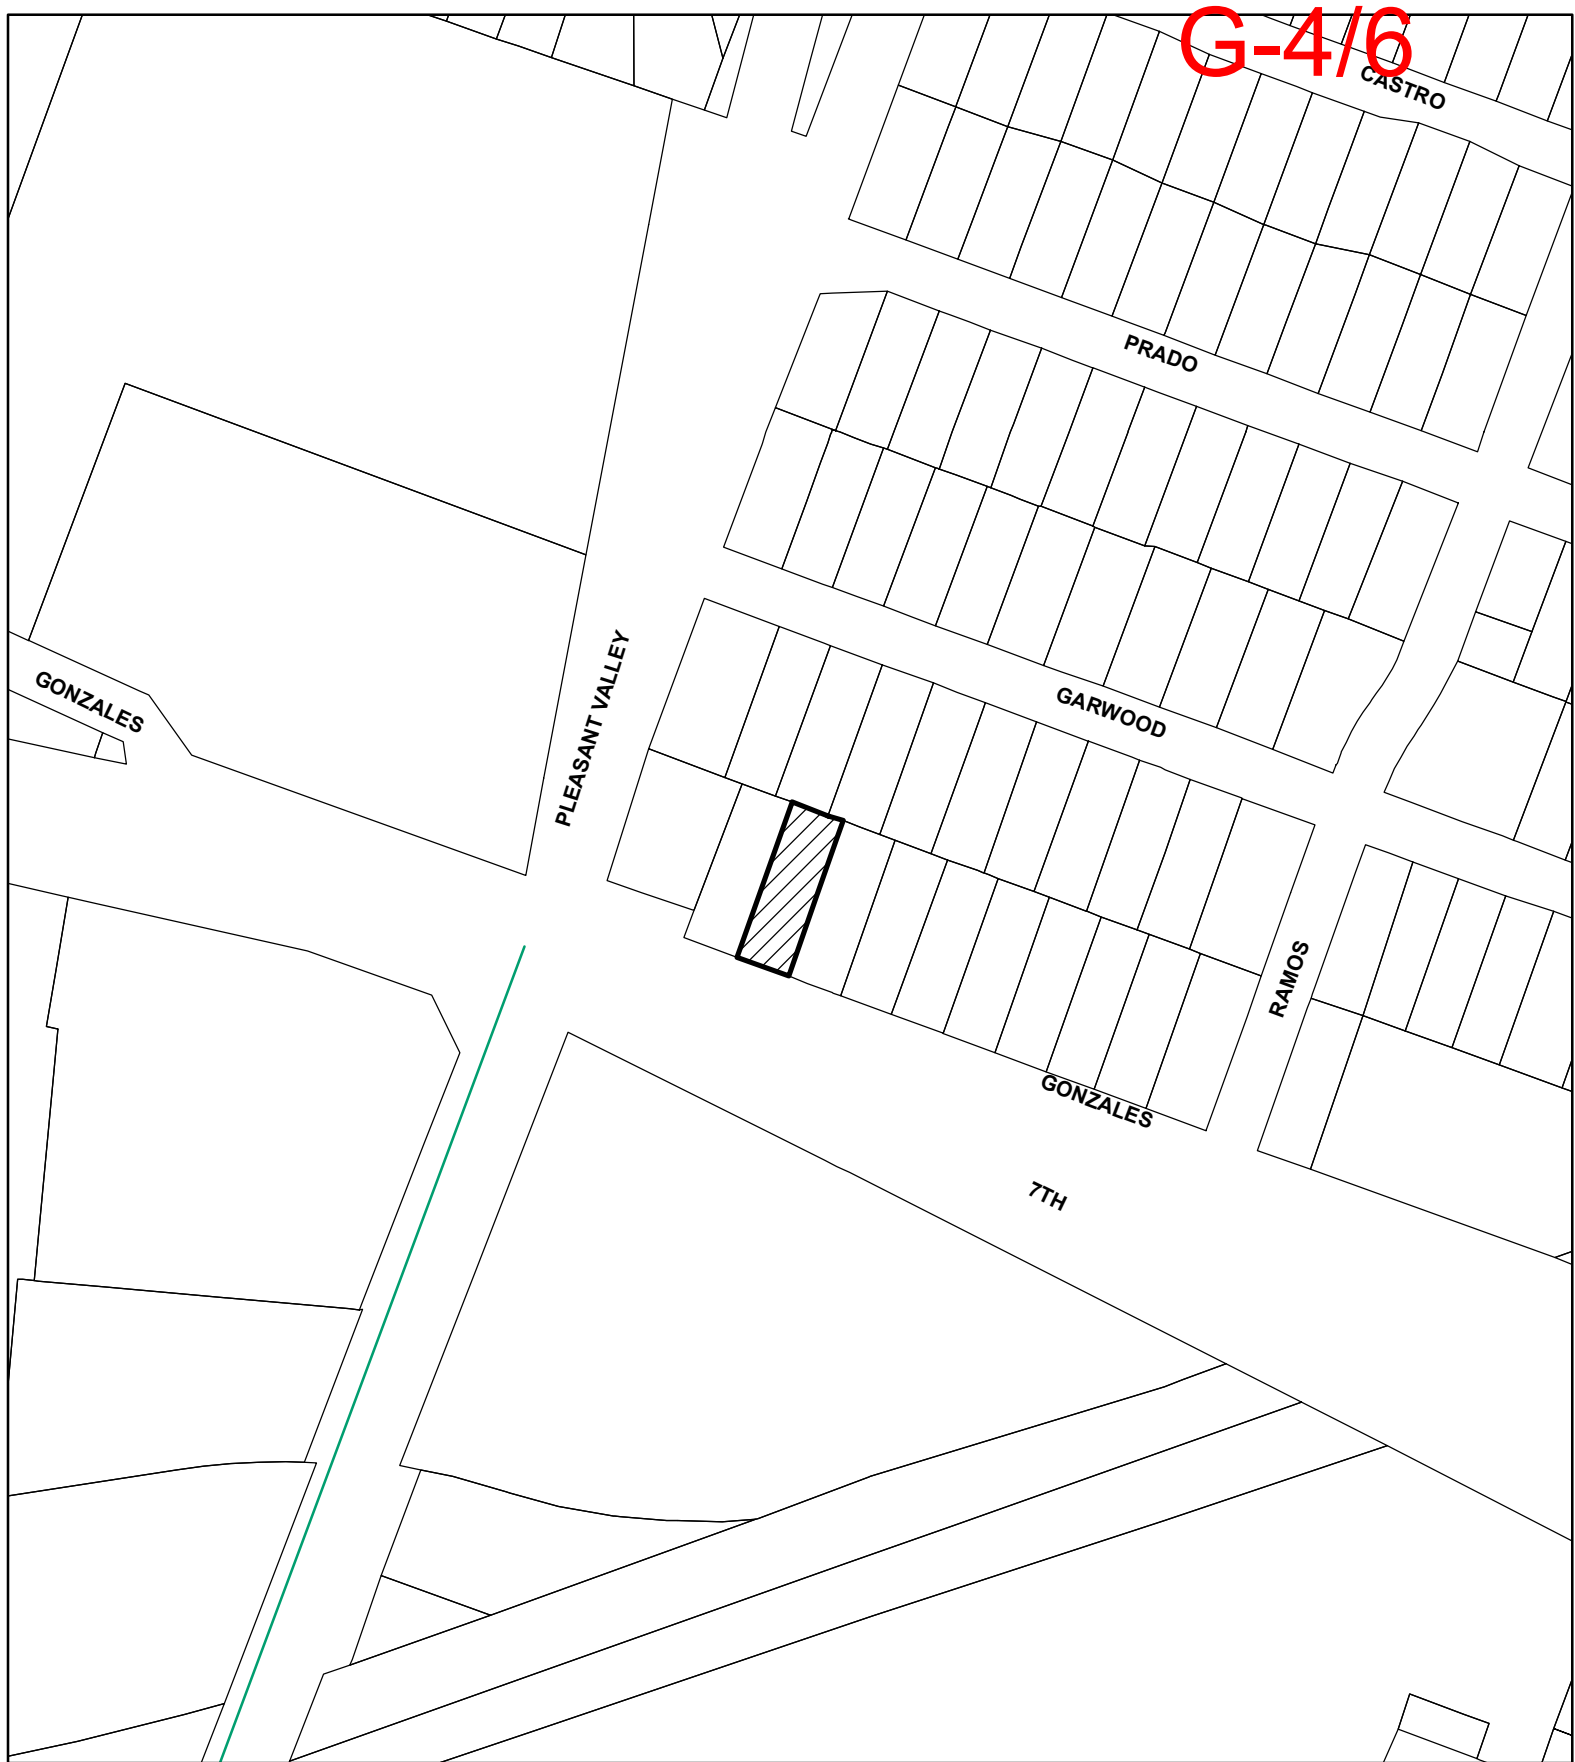 G-4/6
CASTRO
PRADO
PLEASANT VALLEY
GONZALES
GARWOOD
RAMOS
GONZALES
7TH